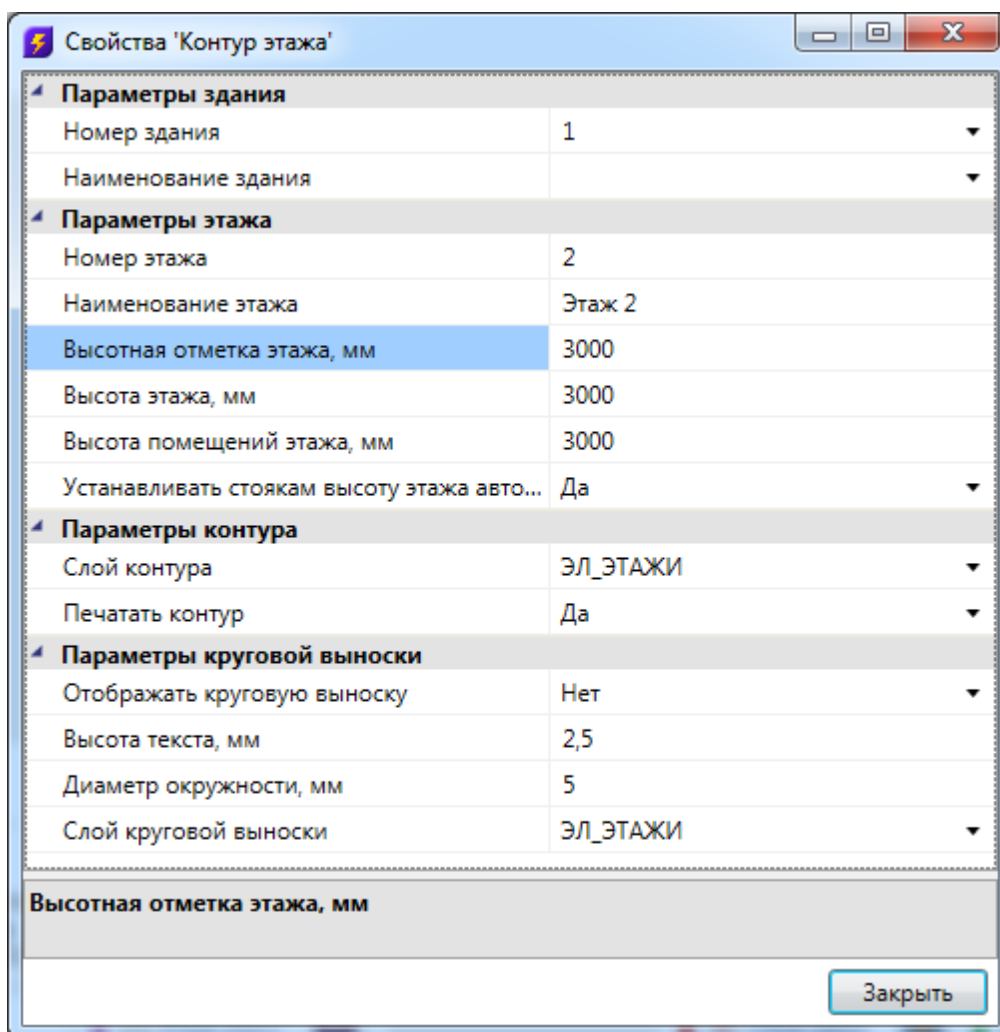 Свойства 'Контур этажа'
Параметры здания
Номер здания 1
Наименование здания
Параметры этажа
Номер этажа 2
Наименование этажа Этаж 2
Высотная отметка этажа, мм 3000
Высота этажа, мм 3000
Высота помещений этажа, мм 3000
Устанавливать стоякам высоту этажа авто... Да
Параметры контура
Слой контура ЭЛ_ЭТАЖИ
Печатать контур Да
Параметры круговой выноски
Отображать круговую выноску Нет
Высота текста, мм 2,5
Диаметр окружности, мм 5
Слой круговой выноски ЭЛ_ЭТАЖИ
Высотная отметка этажа, мм
Закрыть